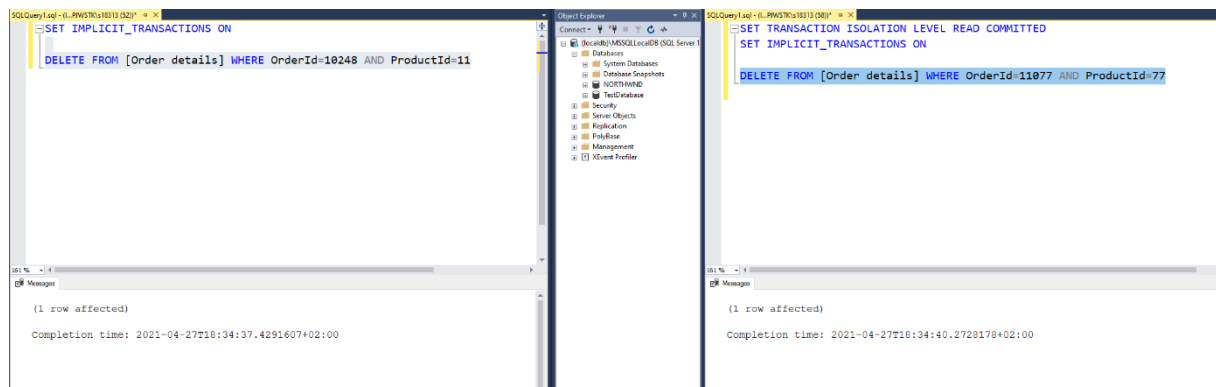 SQLQuery1.sql - (l...PJWSTK\s18313 (52))*
SET IMPLICIT_TRANSACTIONS ON
DELETE FROM [Order details] WHERE OrderId=10248 AND ProductId=11
161 %
Messages
(1 row affected)
Completion time: 2021-04-27T18:34:37.4291607+02:00
Object Explorer
Connect
(localdb)\MSSQLLocalDB (SQL Server 1
Databases
System Databases
Database Snapshots
NORTHWND
TestDatabase
Security
Server Objects
Replication
PolyBase
Management
XEvent Profiler
SQLQuery1.sql - (l...PJWSTK\s18313 (58))*
SET TRANSACTION ISOLATION LEVEL READ COMMITTED
SET IMPLICIT_TRANSACTIONS ON
DELETE FROM [Order details] WHERE OrderId=11077 AND ProductId=77
161 %
Messages
(1 row affected)
Completion time: 2021-04-27T18:34:40.2728178+02:00